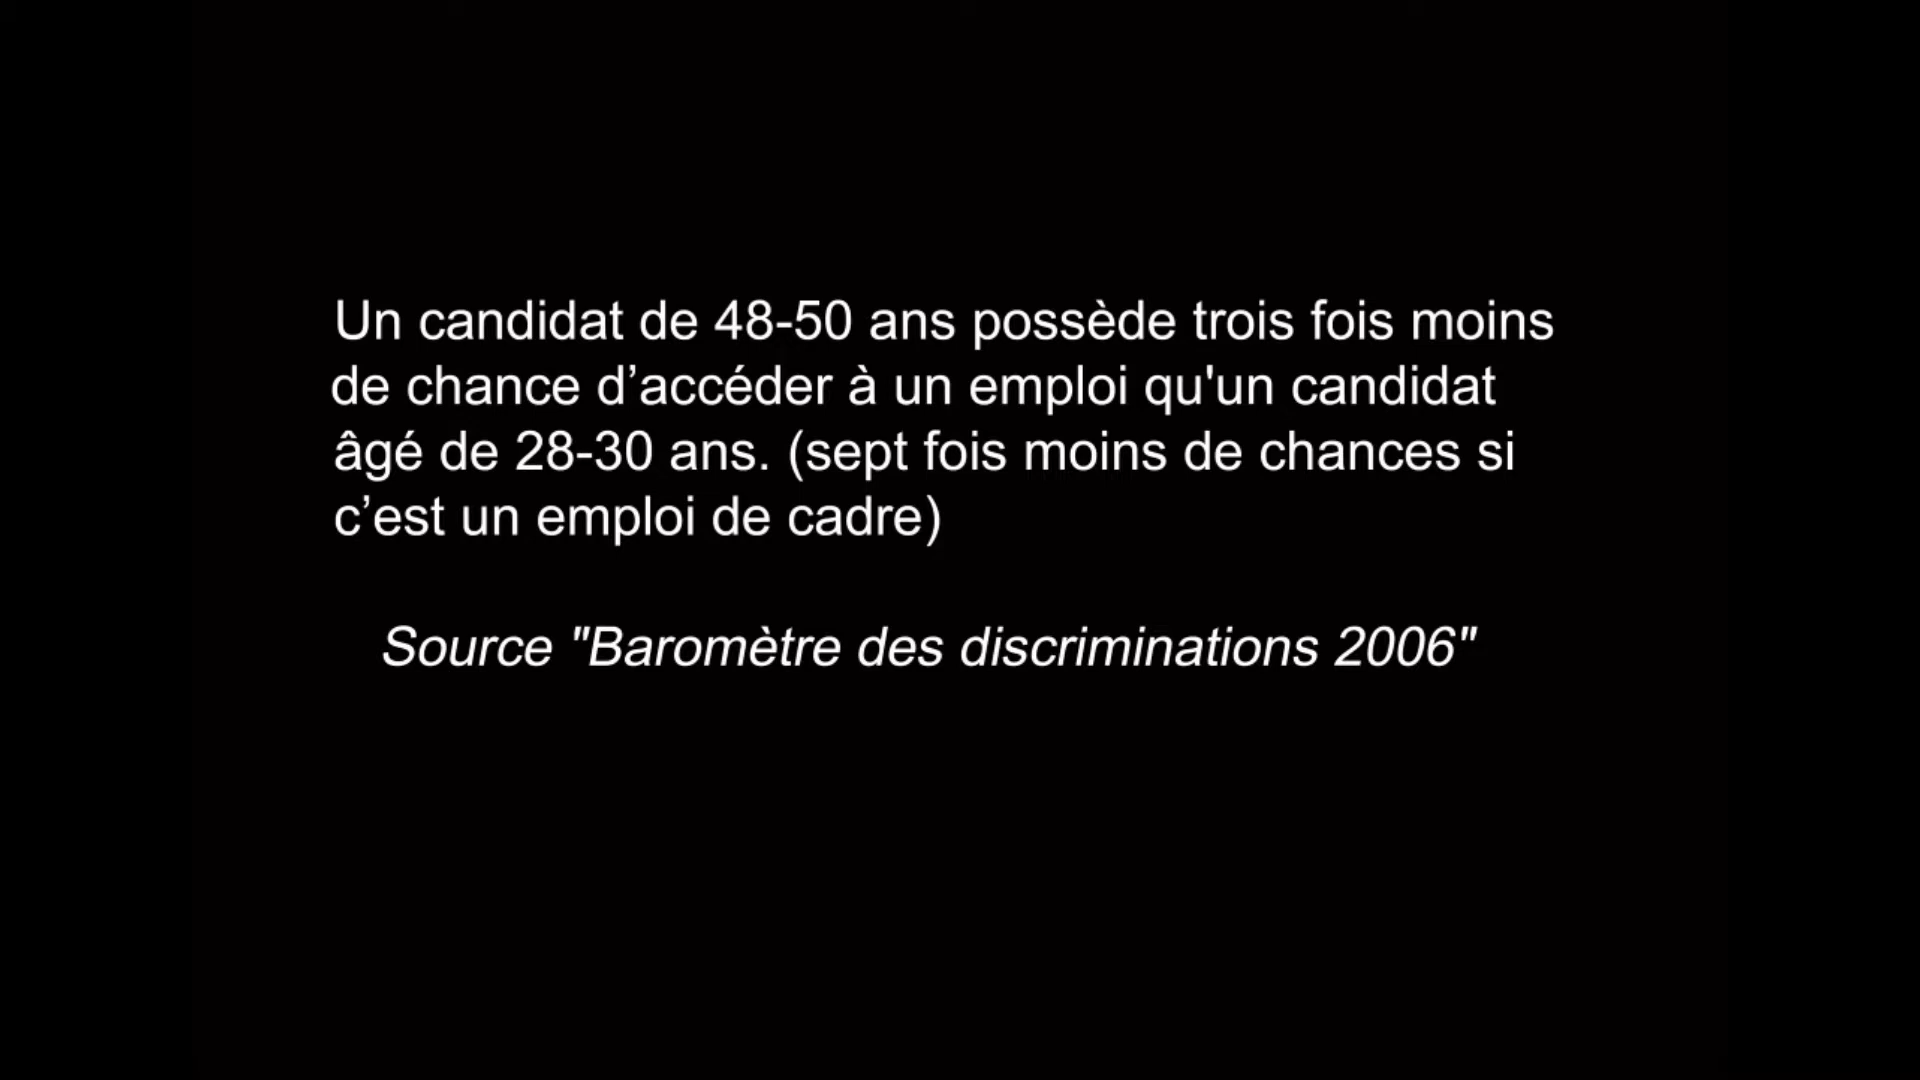 Un candidat de 48-50 ans possède trois fois moins
de chance d’accéder à un emploi qu'un candidat
âgé de 28-30 ans. (sept fois moins de chances si
c’est un emploi de cadre)
Source "Baromètre des discriminations 2006"